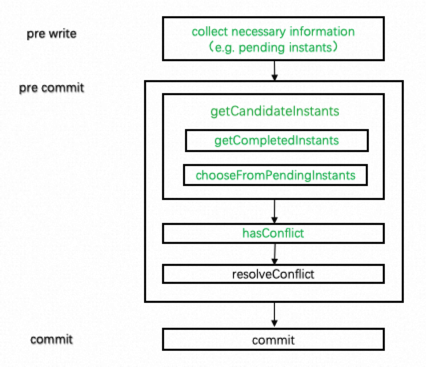 pre write
collect necessary information
(e.g. pending instants)
pre commit
getCandidateInstants
getCompletedInstants
chooseFromPendingInstants
hasConflict
resolveConflict
commit
commit